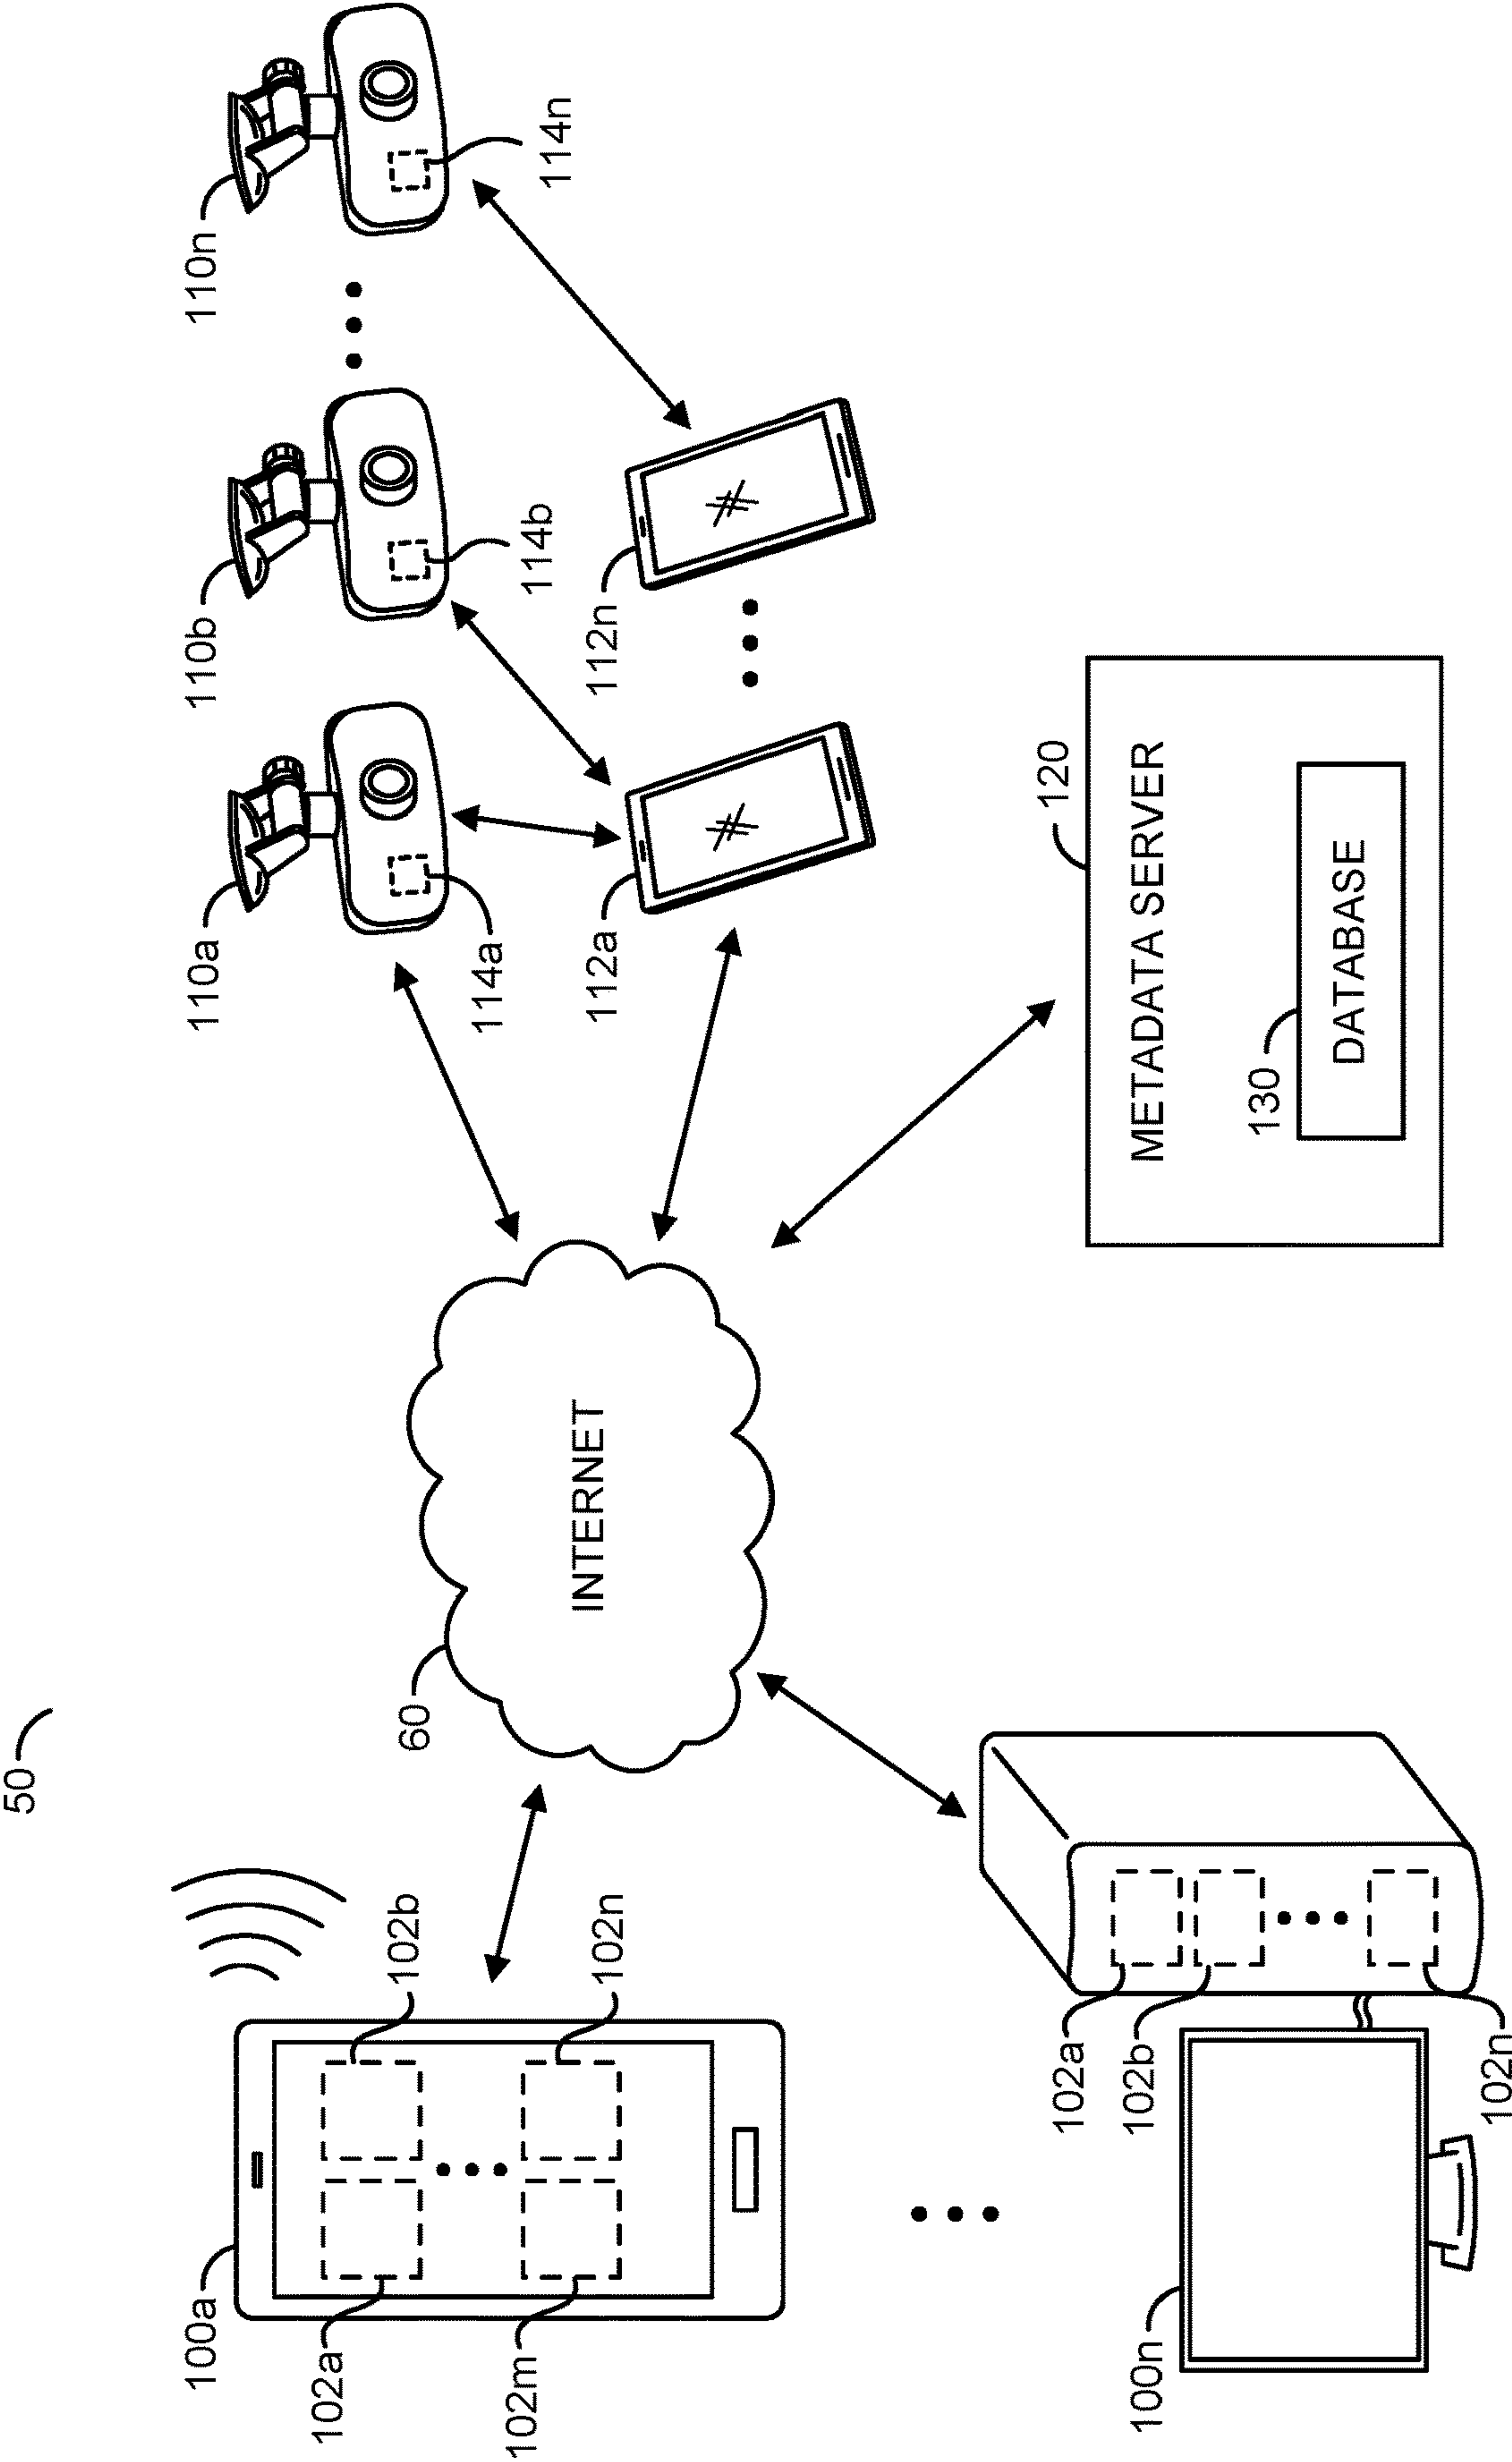 50
100a
102a
102b
102m
102n
60
INTERNET
110a
110b
110n
114a
114b
114n
112a
112n
100n
102a
102b
102n
120
METADATA SERVER
130
DATABASE